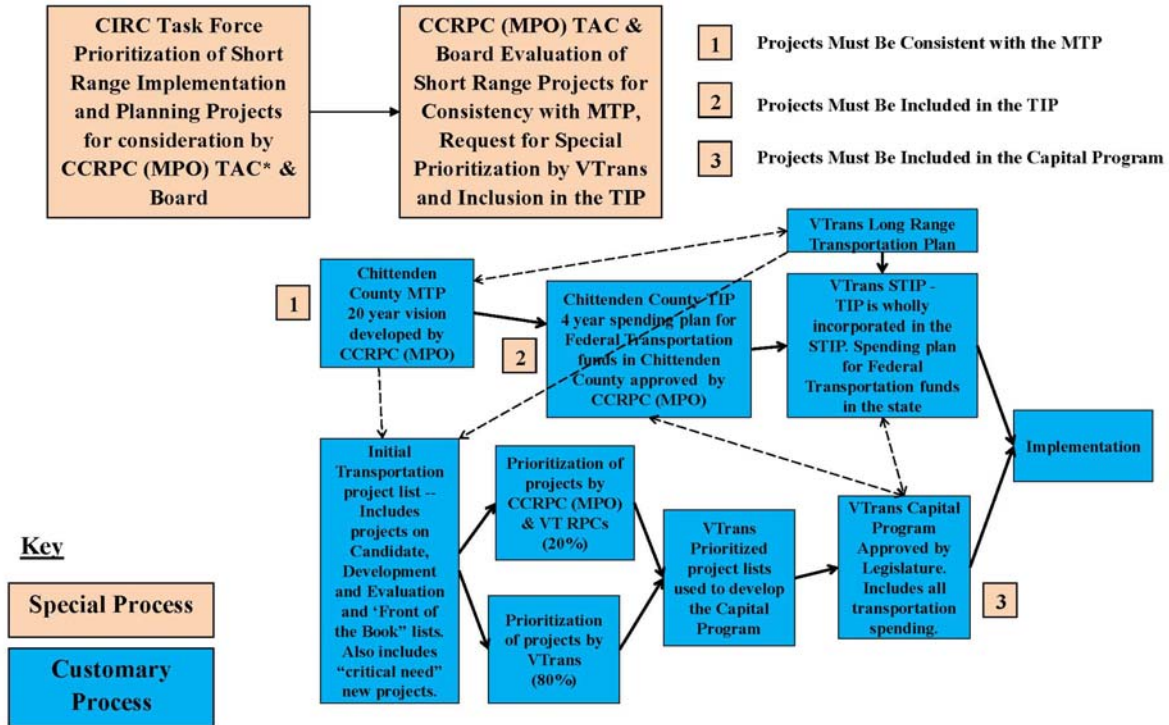 CIRC Task Force
Prioritization of Short
Range Implementation
and Planning Projects
for consideration by
CCRPC (MPO) TAC* &
Board
CCRPC (MPO) TAC &
Board Evaluation of
Short Range Projects for
Consistency with MTP,
Request for Special
Prioritization by VTrans
and Inclusion in the TIP
1 Projects Must Be Consistent with the MTP
2 Projects Must Be Included in the TIP
3 Projects Must Be Included in the Capital Program
VTrans Long Range
Transportation Plan
1
Chittenden
County MTP
20 year vision
developed by
CCRPC (MPO)
2
Chittenden County TIP
4 year spending plan for
Federal Transportation
funds in Chittenden
County approved by
CCRPC (MPO)
VTrans STIP -
TIP is wholly
incorporated in the
STIP. Spending plan
for Federal
Transportation funds
in the state
Implementation
Initial
Transportation
project list --
Includes
projects on
Candidate,
Development
and Evaluation
and ‘Front of
the Book” lists.
Also includes
“critical need”
new projects.
Prioritization of
projects by
CCRPC (MPO)
& VT RPCs
(20%)
Prioritization
of projects by
VTrans
(80%)
VTrans
Prioritized
project lists
used to develop
the Capital
Program
VTrans Capital
Program
Approved by
Legislature.
Includes all
transportation
spending.
3
Key
Special Process
Customary
Process